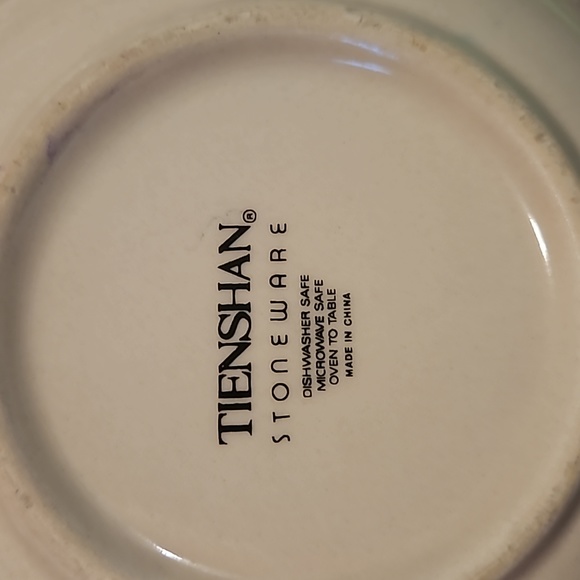 TIENSHAN®
STONEWARE
DISHWASHER SAFE
MICROWAVE SAFE
OVEN TO TABLE
MADE IN CHINA